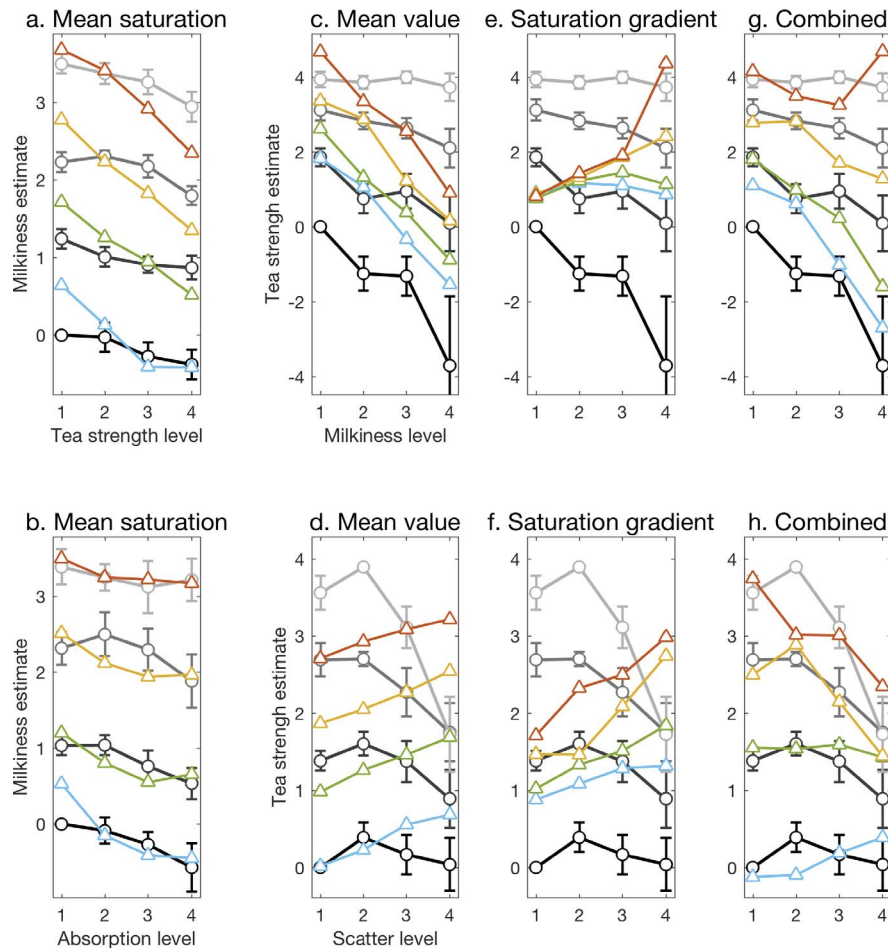 a. Mean saturation
c. Mean value
e. Saturation gradient
g. Combined
3
2
1
0
Milkiness estimate
4
2
0
-2
-4
Tea strengh estimate
4
2
0
-2
-4
4
2
0
-2
-4
1 2 3 4
1 2 3 4
1 2 3 4
1 2 3 4
Tea strength level
Milkiness level
b. Mean saturation
d. Mean value
f. Saturation gradient
h. Combined
3
2
1
0
Milkiness estimate
4
3
2
1
0
Tea strengh estimate
4
3
2
1
0
4
3
2
1
0
1 2 3 4
1 2 3 4
1 2 3 4
1 2 3 4
Absorption level
Scatter level